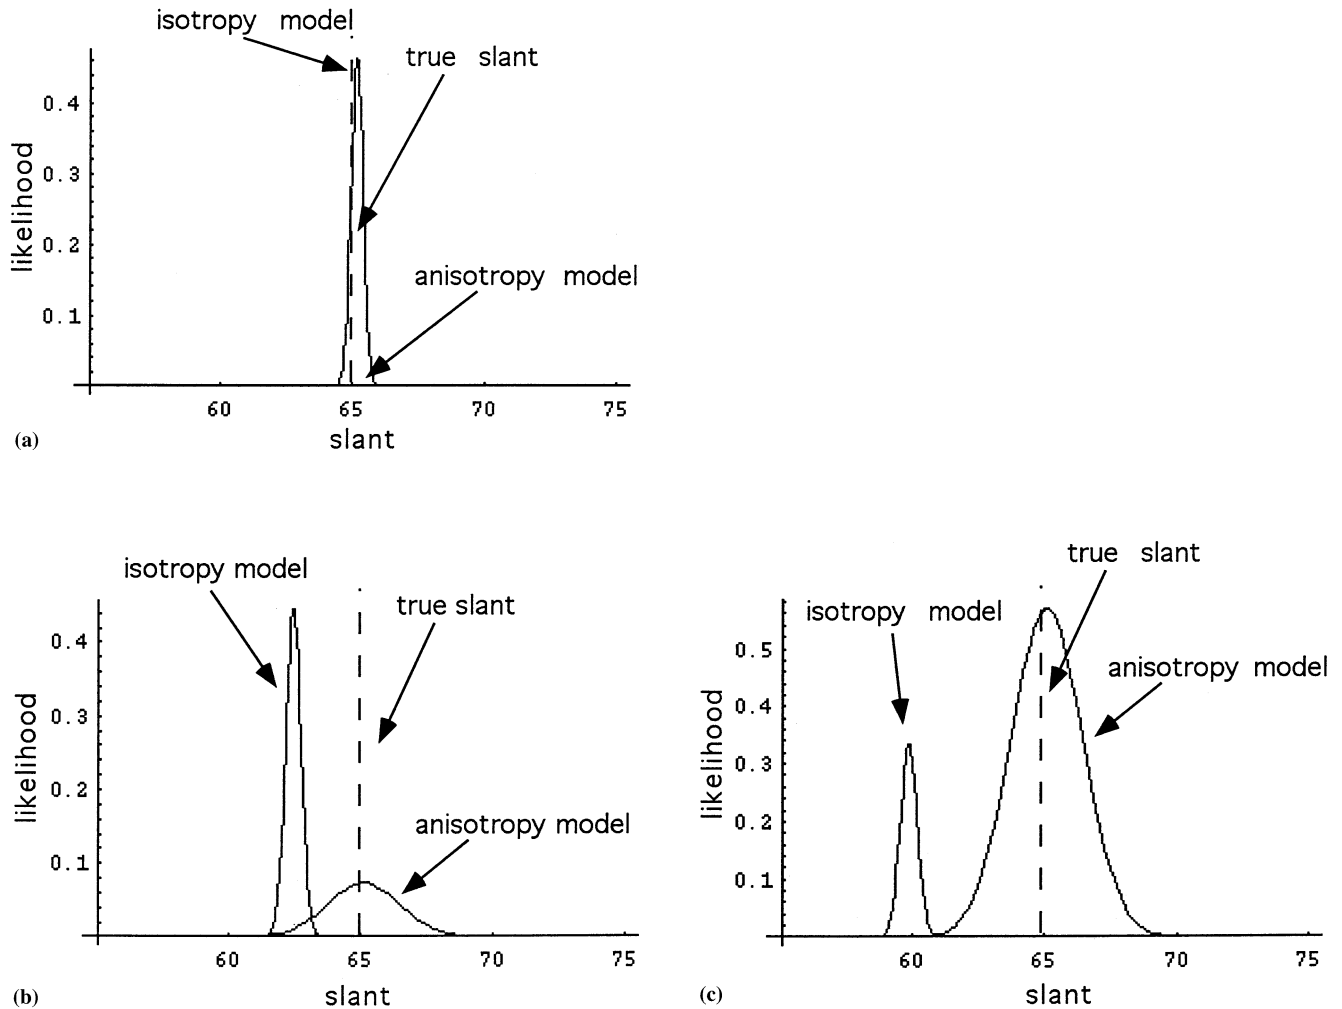 isotropy model
true slant
0.4
0.3
likelihood
0.2
anisotropy model
0.1
60 65 70 75
(a) slant
isotropy model
true slant
0.4
0.3
likelihood
0.2
anisotropy model
0.1
60 65 70 75
(b) slant
true slant
isotropy model
anisotropy model
0.5
0.4
likelihood
0.3
0.2
0.1
60 65 70 75
(c) slant